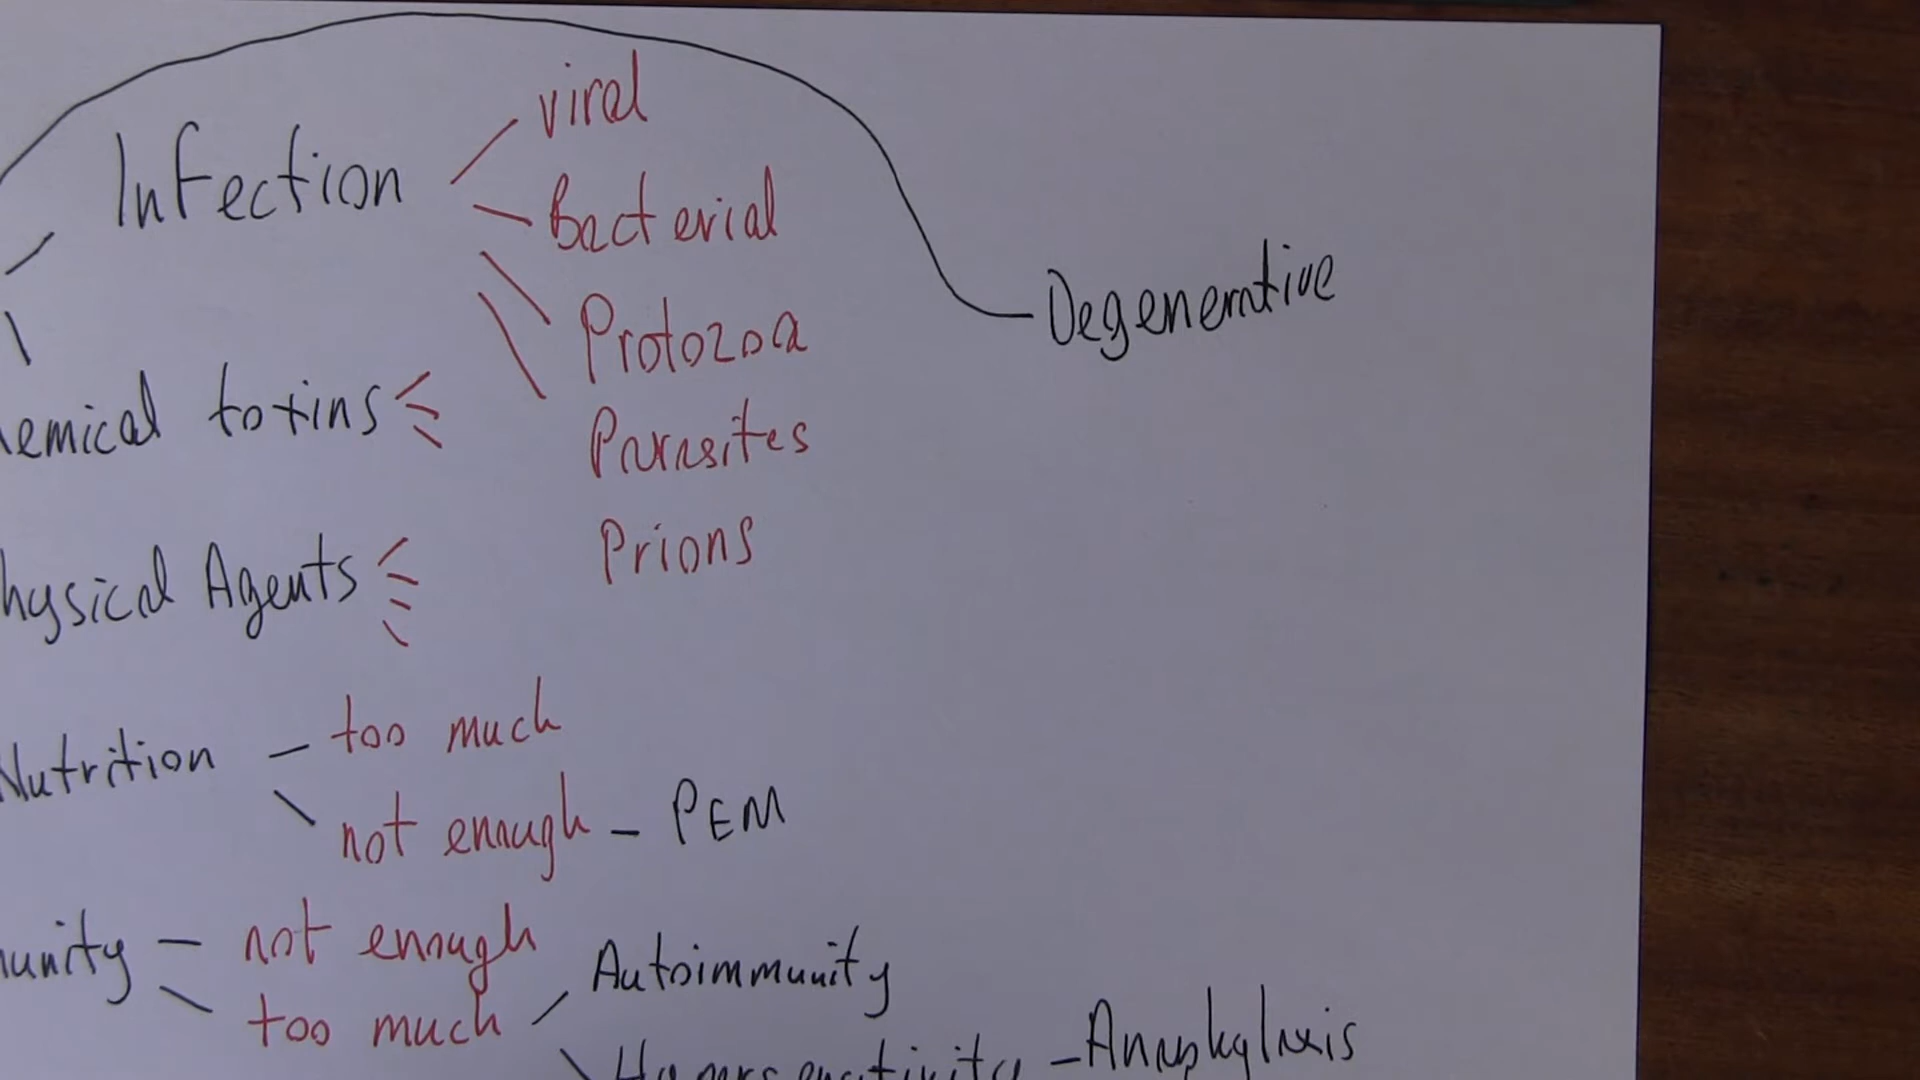 viral
Infection
Bacterial
Degenerative
Protozoa
emical toxins
Parasites
Prions
hysical Agents
too much
Nutrition
not enough - PEM
unity - not enough
Autoimmunity
too much
Hypersensitivity - Anaphylaxis